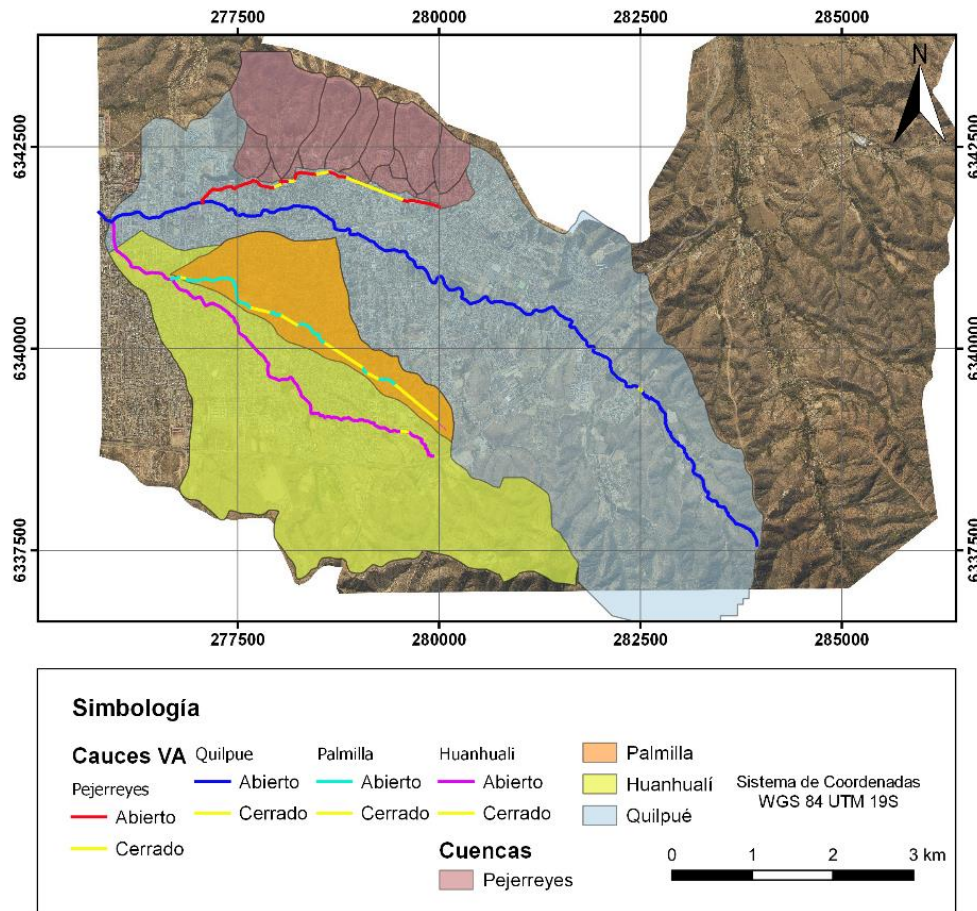 277500 280000 282500 285000
N
6342500 6342500
6340000 6340000
6337500 6337500
277500 280000 282500 285000
Simbología
Cauces VA
Pejerreyes
Abierto
Cerrado
Quilpue
Abierto
Cerrado
Palmilla
Abierto
Cerrado
Huanhuali
Abierto
Cerrado
Cuencas
Pejerreyes
Palmilla
Huanhualí
Quilpué
Sistema de Coordenadas
WGS 84 UTM 19S
0 1 2 3 km